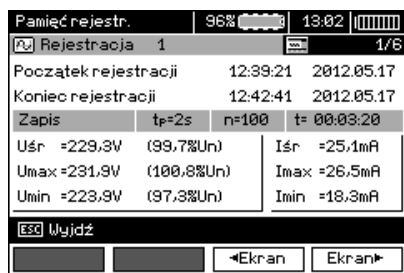 Pamięć rejestr. 96% 13:02
Rejestracja 1 1/6
Początek rejestracji 12:39:21 2012.05.17
Koniec rejestracji 12:42:41 2012.05.17
Zapis tp=2s n=100 t= 00:03:20
Uśr =229,3V (99,7%Un) Iśr =25,1mA
Umax =231,9V (100,8%Un) Imax =26,5mA
Umin =223,9V (97,3%Un) Imin =18,3mA
ESC Wyjdź
◄Ekran Ekran►